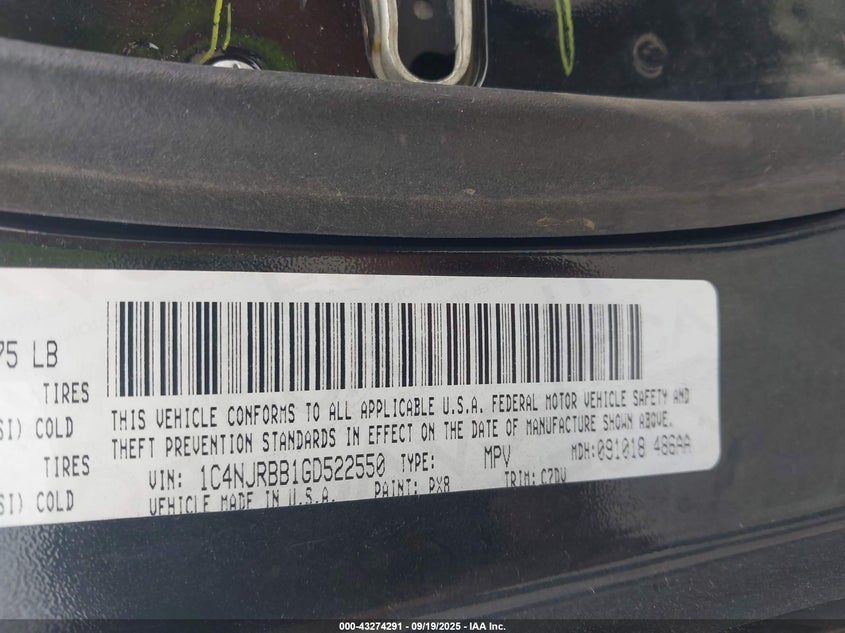 75 LB
TIRES
SI) COLD
TIRES
SI) COLD
THIS VEHICLE CONFORMS TO ALL APPLICABLE U.S.A. FEDERAL MOTOR VEHICLE SAFETY AND
THEFT PREVENTION STANDARDS IN EFFECT ON THE DATE OF MANUFACTURE SHOWN ABOVE.
VIN: 1C4NJRBB1GD522550 TYPE: MPV MDH:091018 486AA
VEHICLE MADE IN U.S.A. PAINT: PX8 TRIM: C7DV
000-43274291 - 09/19/2025 - IAA Inc.